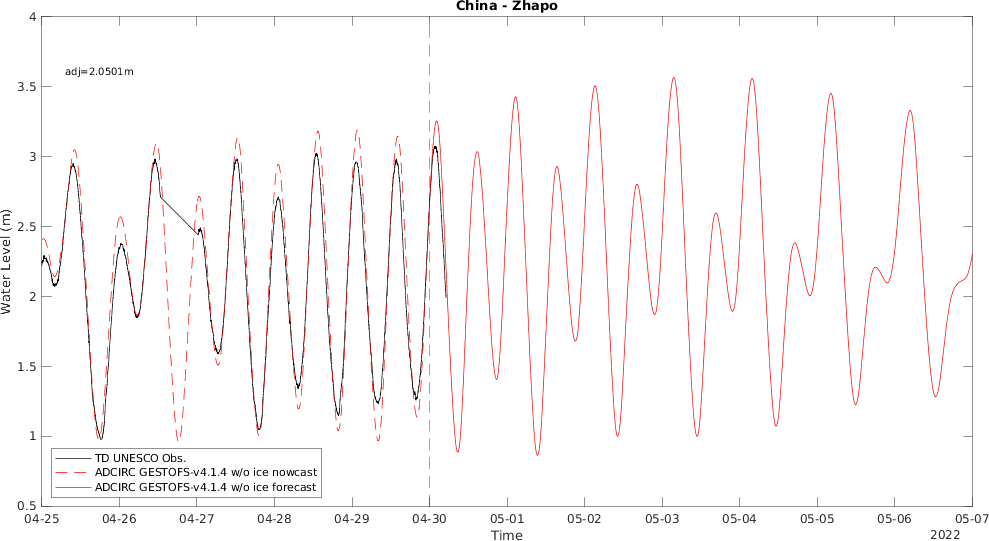 China - Zhapo
adj=2.0501m
Water Level (m)
4
3.5
3
2.5
2
1.5
1
0.5
TD UNESCO Obs.
ADCIRC GESTOFS-v4.1.4 w/o ice nowcast
ADCIRC GESTOFS-v4.1.4 w/o ice forecast
04-25 04-26 04-27 04-28 04-29 04-30 05-01 05-02 05-03 05-04 05-05 05-06 05-07
Time
2022